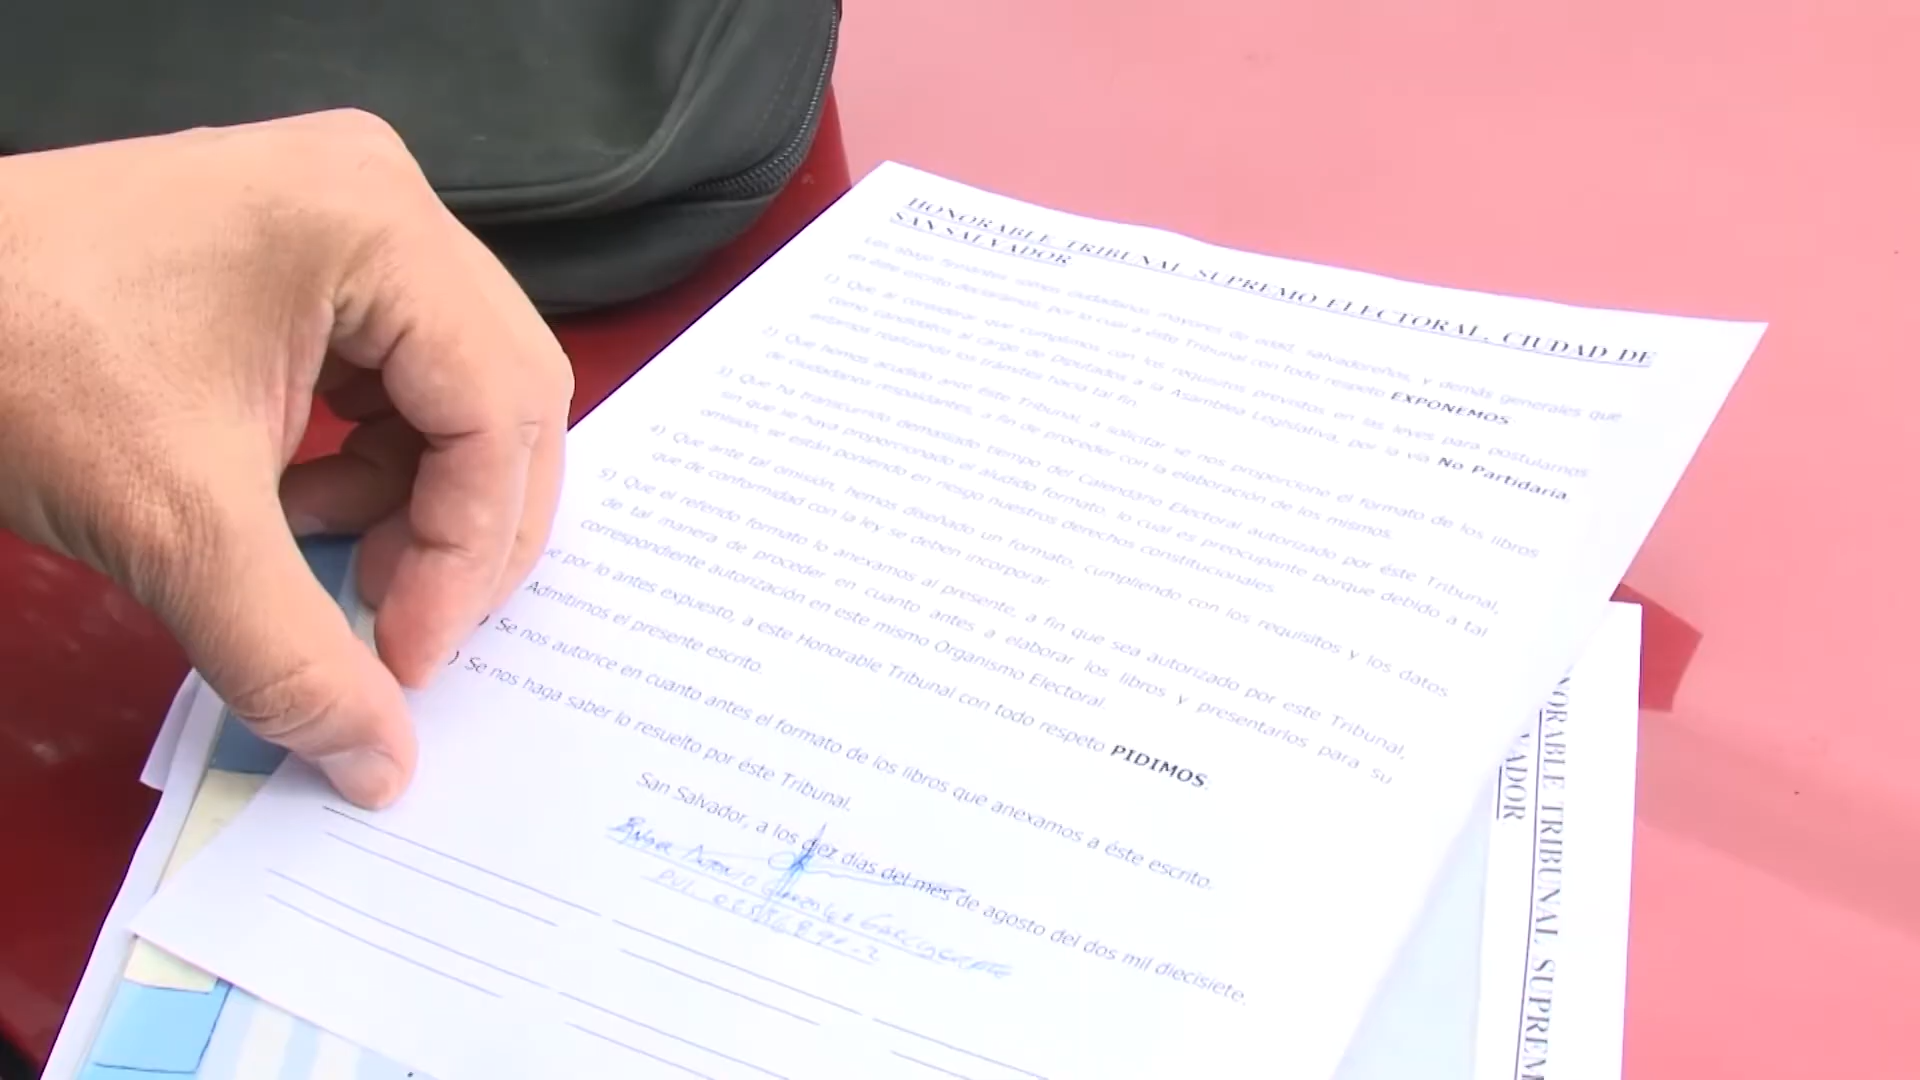 HONORABLE TRIBUNAL SUPREMO ELECTORAL, CIUDAD DE
SAN SALVADOR
Los abajo firmantes somos ciudadanos mayores de edad, salvadoreños, y demás generales que
en éste escrito declaramos, por lo cual a éste Tribunal con todo respeto EXPONEMOS:
1) Que al considerar que cumplimos con los requisitos previstos en las leyes para postularnos
como candidatos al cargo de Diputados a la Asamblea Legislativa, por la vía No Partidaria,
estamos realizando los trámites hacia tal fin.
2) Que hemos acudido ante éste Tribunal, a solicitar se nos proporcione el formato de los libros
de ciudadanos respaldantes, a fin de proceder con la elaboración de los mismos.
3) Que ha transcurrido demasiado tiempo del Calendario Electoral autorizado por éste Tribunal,
sin que se haya proporcionado el aludido formato, lo cual es preocupante porque debido a tal
omisión, se están poniendo en riesgo nuestros derechos constitucionales.
4) Que ante tal omisión, hemos diseñado un formato, cumpliendo con los requisitos y los datos
que de conformidad con la ley se deben incorporar.
5) Que el referido formato lo anexamos al presente, a fin que sea autorizado por este Tribunal,
de tal manera de proceder en cuanto antes a elaborar los libros y presentarlos para su
correspondiente autorización en este mismo Organismo Electoral.
ue por lo antes expuesto, a este Honorable Tribunal con todo respeto PIDIMOS:
Admitirnos el presente escrito.
) Se nos autorice en cuanto antes el formato de los libros que anexamos a éste escrito.
) Se nos haga saber lo resuelto por éste Tribunal.
San Salvador, a los diez días del mes de agosto del dos mil diecisiete.
Antonio
DUI
NORABLE TRIBUNAL SUPREM
VADOR